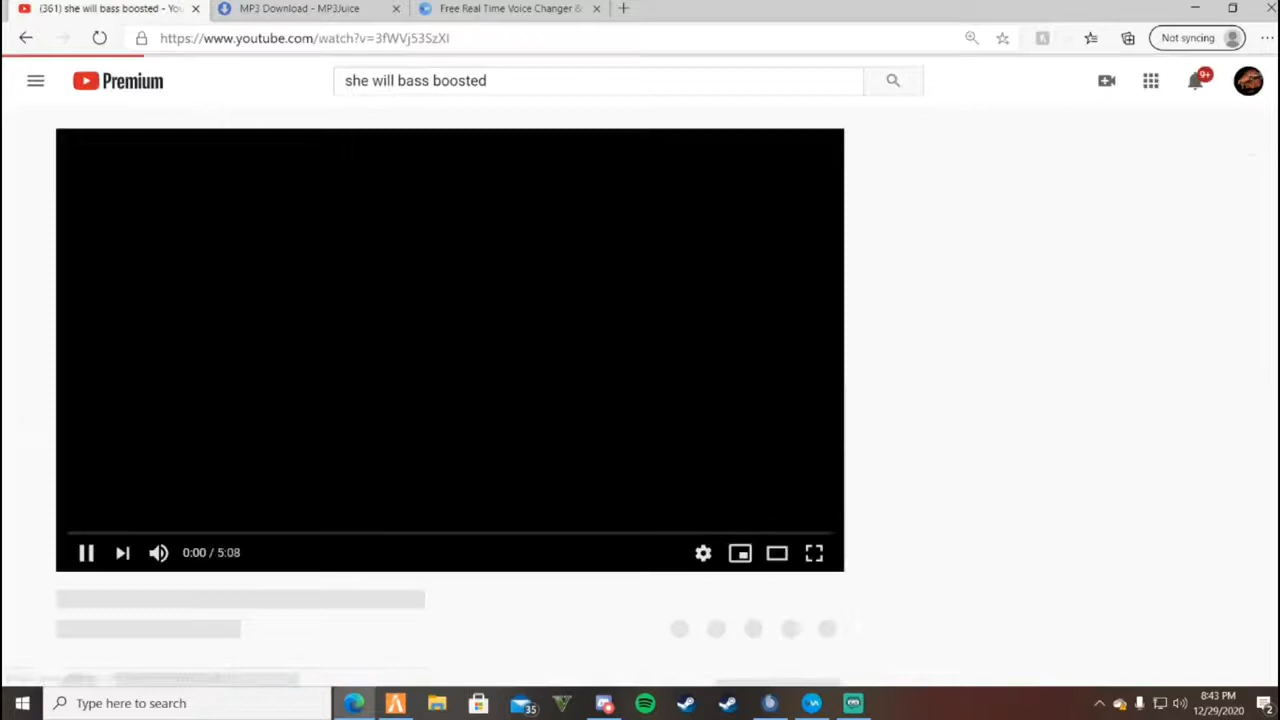 (361) she will bass boosted - You
MP3 Download - MP3Juice
Free Real Time Voice Changer &
https://www.youtube.com/watch?v=3fWVj53SzXI
Not syncing
Premium
she will bass boosted
9+
0:00 / 5:08
Type here to search
35
8:43 PM
12/29/2020
2